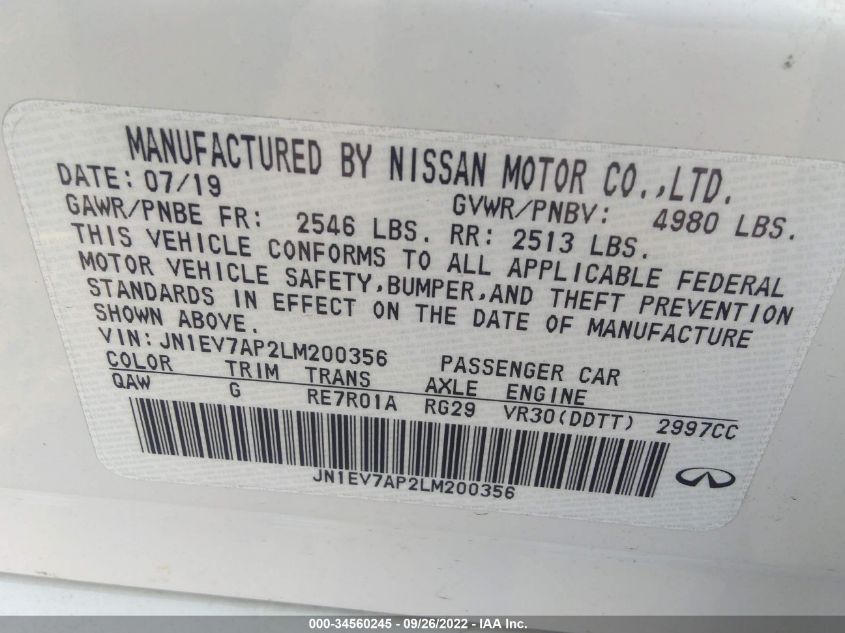 MANUFACTURED BY NISSAN MOTOR CO.,LTD.
DATE: 07/19 GVWR/PNBV: 4980 LBS.
GAWR/PNBE FR: 2546 LBS. RR: 2513 LBS.
THIS VEHICLE CONFORMS TO ALL APPLICABLE FEDERAL
MOTOR VEHICLE SAFETY,BUMPER,AND THEFT PREVENTION
STANDARDS IN EFFECT ON THE DATE OF MANUFACTURE
SHOWN ABOVE.
VIN:JN1EV7AP2LM200356 PASSENGER CAR
COLOR TRIM TRANS AXLE ENGINE
QAW G RE7R01A RG29 VR30(DDTT) 2997CC
JN1EV7AP2LM200356
000-34560245 - 09/26/2022 - IAA Inc.